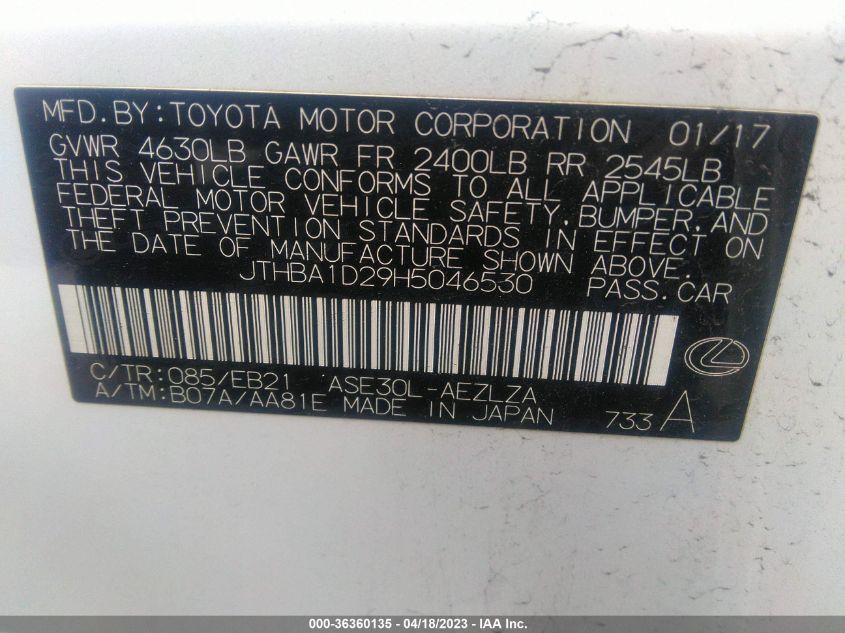 MFD. BY: TOYOTA MOTOR CORPORATION 01/17
GVWR 4630LB GAWR FR 2400LB RR 2545LB
THIS VEHICLE CONFORMS TO ALL APPLICABLE
FEDERAL MOTOR VEHICLE SAFETY, BUMPER, AND
THEFT PREVENTION STANDARDS IN EFFECT ON
THE DATE OF MANUFACTURE SHOWN ABOVE.
JTHBA1D29H5046530 PASS. CAR
C/TR: 085/EB21 ASE30L-AEZLZA
A/TM: B07A/AA81E MADE IN JAPAN 733 A
000-36360135 - 04/18/2023 - IAA Inc.